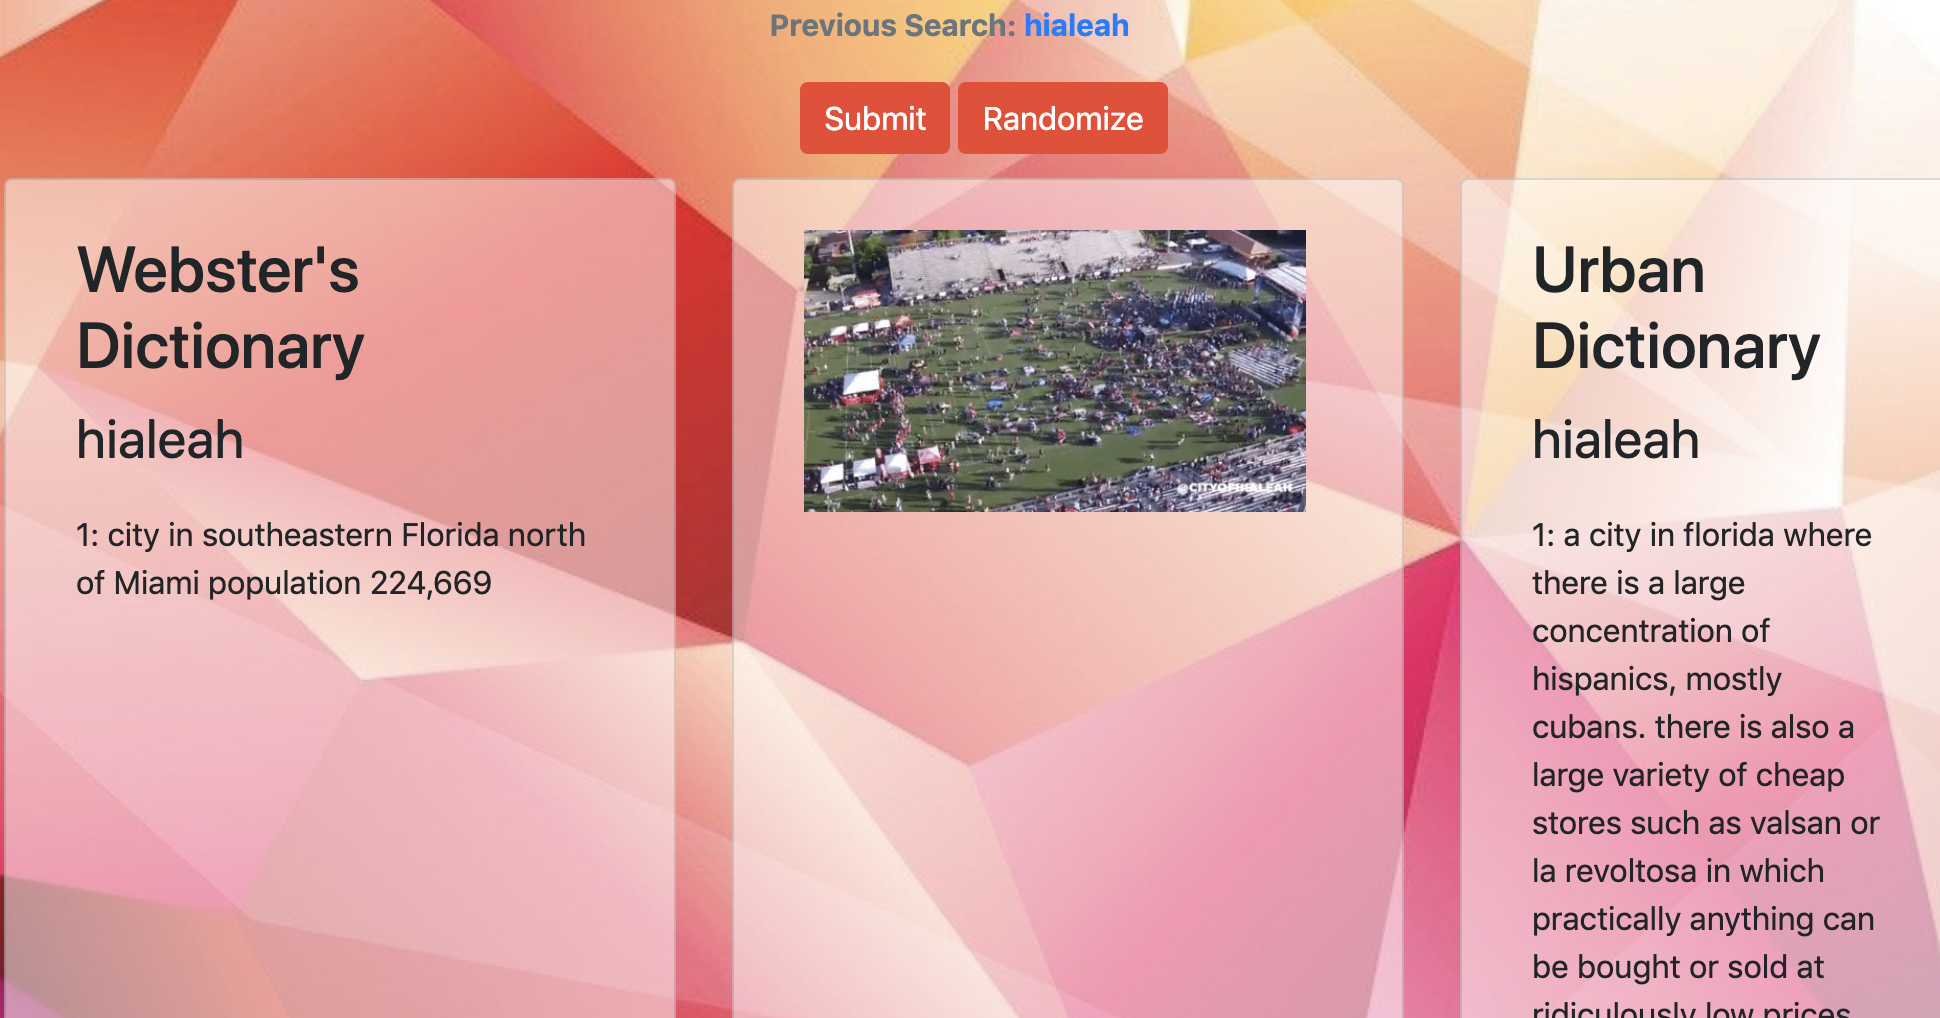 Previous Search: hialeah
Submit
Randomize
Webster's
Dictionary
hialeah
1: city in southeastern Florida north
of Miami population 224,669
@CITYOFHIALEAH
Urban
Dictionary
hialeah
1: a city in florida where
there is a large
concentration of
hispanics, mostly
cubans. there is also a
large variety of cheap
stores such as valsan or
la revoltosa in which
practically anything can
be bought or sold at
ridiculously low prices